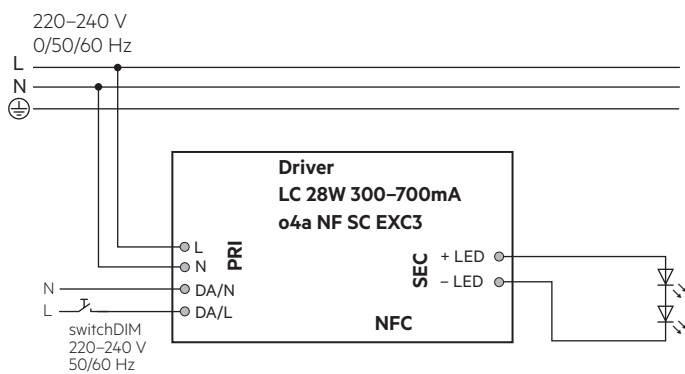 220–240 V
0/50/60 Hz
L
N
Driver
LC 28W 300–700mA
o4a NF SC EXC3
PRI
L
N
DA/N
DA/L
SEC
+ LED
– LED
NFC
N
L
switchDIM
220–240 V
50/60 Hz